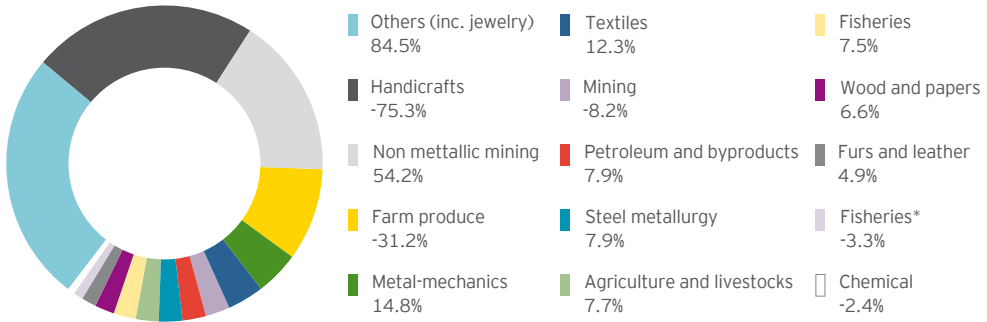 Others (inc. jewelry)
84.5%
Handicrafts
-75.3%
Non mettallic mining
54.2%
Farm produce
-31.2%
Metal-mechanics
14.8%
Textiles
12.3%
Mining
-8.2%
Petroleum and byproducts
7.9%
Steel metallurgy
7.9%
Agriculture and livestocks
7.7%
Fisheries
7.5%
Wood and papers
6.6%
Furs and leather
4.9%
Fisheries*
-3.3%
Chemical
-2.4%